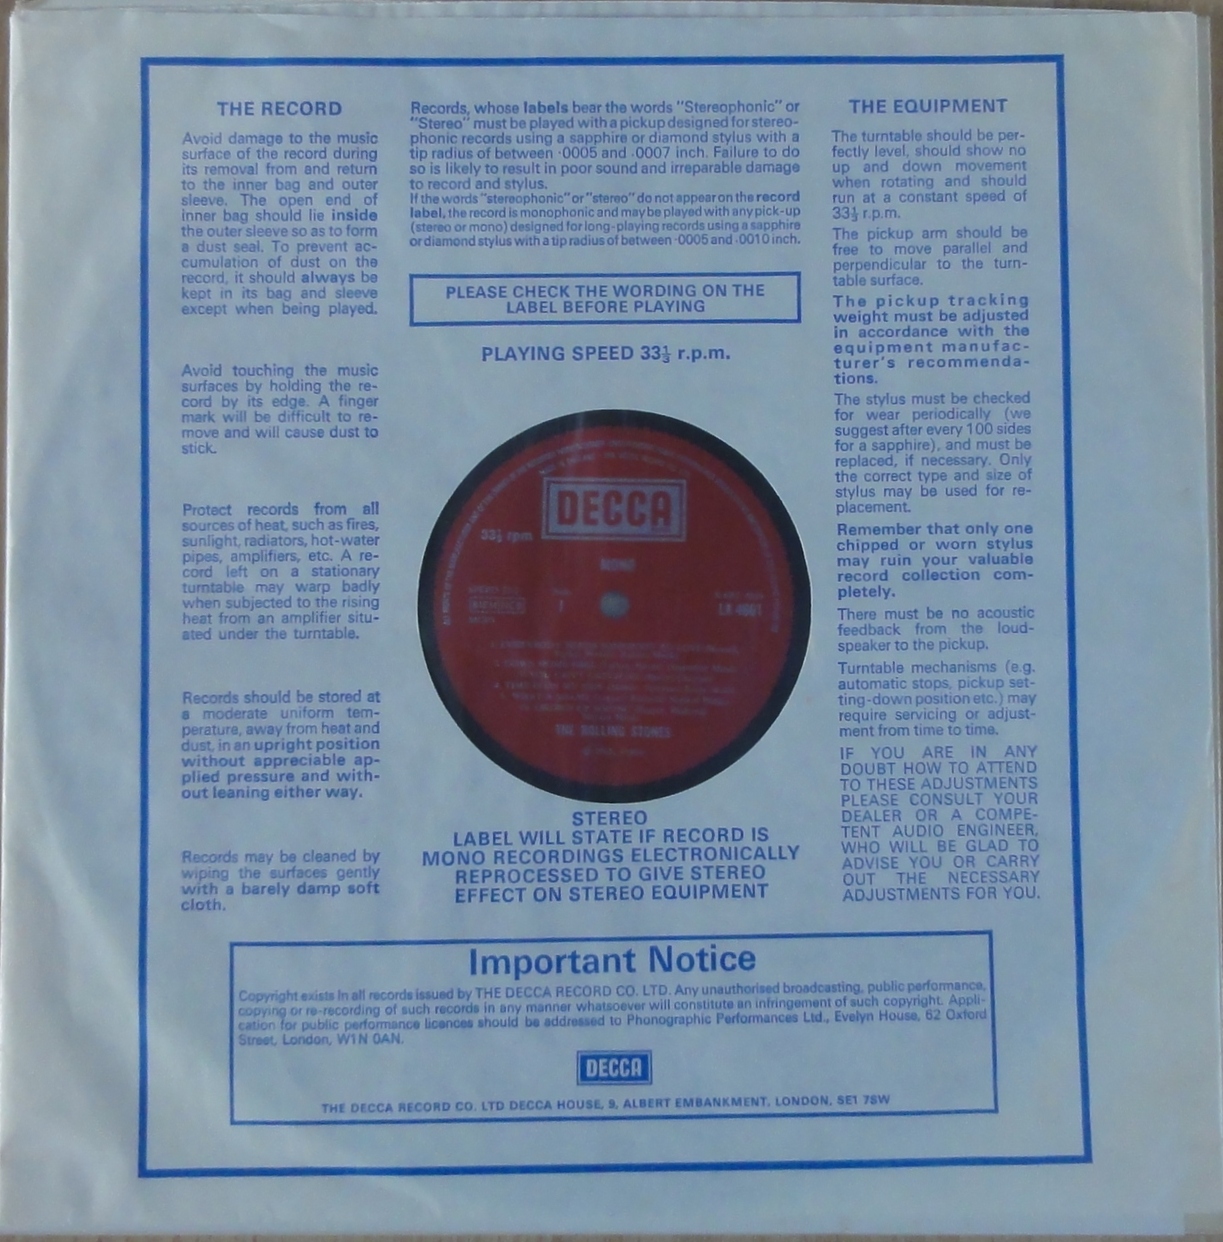 THE RECORD
Avoid damage to the music
surface of the record during
its removal from and return
to the inner bag and outer
sleeve. The open end of
inner bag should lie inside
the outer sleeve so as to form
a dust seal. To prevent ac-
cumulation of dust on the
record, it should always be
kept in its bag and sleeve
except when being played.
Avoid touching the music
surfaces by holding the re-
cord by its edge. A finger
mark will be difficult to re-
move and will cause dust to
stick.
Protect records from all
sources of heat, such as fires,
sunlight, radiators, hot-water
pipes, amplifiers, etc. A re-
cord left on a stationary
turntable may warp badly
when subjected to the rising
heat from an amplifier situ-
ated under the turntable.
Records should be stored at
a moderate uniform tem-
perature, away from heat and
dust, in an upright position
without appreciable ap-
plied pressure and with-
out leaning either way.
Records may be cleaned by
wiping the surfaces gently
with a barely damp soft
cloth.
Records, whose labels bear the words "Stereophonic" or
"Stereo" must be played with a pickup designed for stereo-
phonic records using a sapphire or diamond stylus with a
tip radius of between ·0005 and ·0007 inch. Failure to do
so is likely to result in poor sound and irreparable damage
to record and stylus.
If the words "stereophonic" or "stereo" do not appear on the record
label, the record is monophonic and may be played with any pick-up
(stereo or mono) designed for long-playing records using a sapphire
or diamond stylus with a tip radius of between ·0005 and ·0010 inch.
PLEASE CHECK THE WORDING ON THE
LABEL BEFORE PLAYING
PLAYING SPEED 33⅓ r.p.m.
DECCA
33⅓ rpm
MONO
1
LK 4661
THE ROLLING STONES
STEREO
LABEL WILL STATE IF RECORD IS
MONO RECORDINGS ELECTRONICALLY
REPROCESSED TO GIVE STEREO
EFFECT ON STEREO EQUIPMENT
THE EQUIPMENT
The turntable should be per-
fectly level, should show no
up and down movement
when rotating and should
run at a constant speed of
33⅓ r.p.m.
The pickup arm should be
free to move parallel and
perpendicular to the turn-
table surface.
The pickup tracking
weight must be adjusted
in accordance with the
equipment manufac-
turer's recommenda-
tions.
The stylus must be checked
for wear periodically (we
suggest after every 100 sides
for a sapphire), and must be
replaced, if necessary. Only
the correct type and size of
stylus may be used for re-
placement.
Remember that only one
chipped or worn stylus
may ruin your valuable
record collection com-
pletely.
There must be no acoustic
feedback from the loud-
speaker to the pickup.
Turntable mechanisms (e.g.
automatic stops, pickup set-
ting-down position etc.) may
require servicing or adjust-
ment from time to time.
IF YOU ARE IN ANY
DOUBT HOW TO ATTEND
TO THESE ADJUSTMENTS
PLEASE CONSULT YOUR
DEALER OR A COMPE-
TENT AUDIO ENGINEER,
WHO WILL BE GLAD TO
ADVISE YOU OR CARRY
OUT THE NECESSARY
ADJUSTMENTS FOR YOU.
Important Notice
Copyright exists in all records issued by THE DECCA RECORD CO. LTD. Any unauthorised broadcasting, public performance,
copying or re-recording of such records in any manner whatsoever will constitute an infringement of such copyright. Appli-
cation for public performance licences should be addressed to Phonographic Performances Ltd., Evelyn House, 62 Oxford
Street, London, W1N 0AN.
DECCA
THE DECCA RECORD CO. LTD DECCA HOUSE, 9, ALBERT EMBANKMENT, LONDON, SE1 7SW